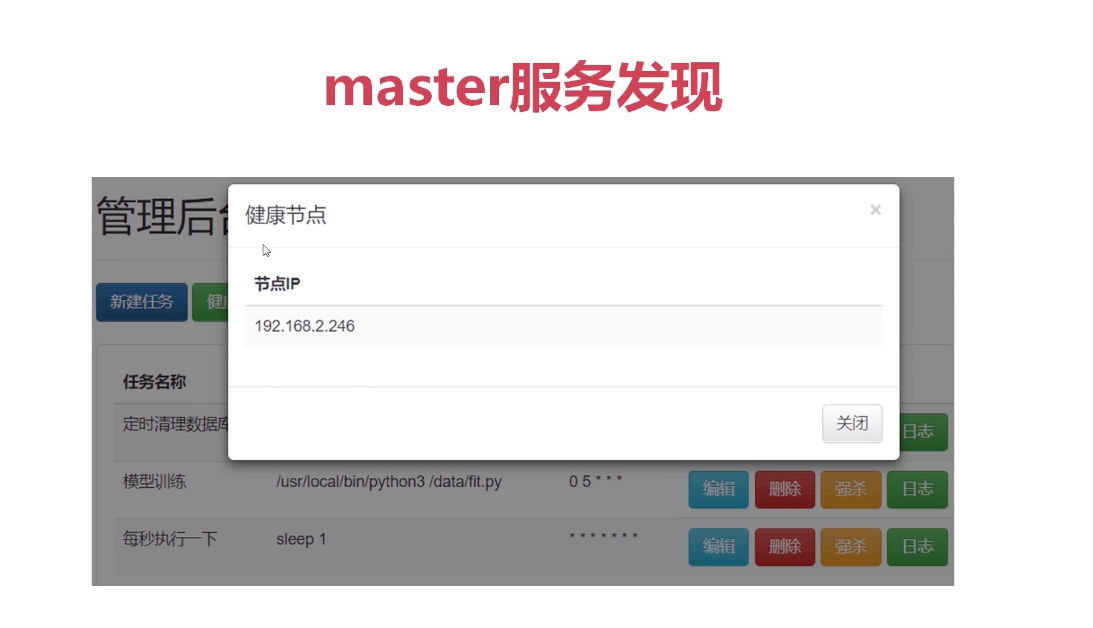 master服务发现
管理后台
健康节点
×
节点IP
新建任务
192.168.2.246
任务名称
定时清理数据库
关闭
日志
模型训练 /usr/local/bin/python3 /data/fit.py 0 5 * * * 编辑 删除 强杀 日志
每秒执行一下 sleep 1 * * * * * * * 编辑 删除 强杀 日志